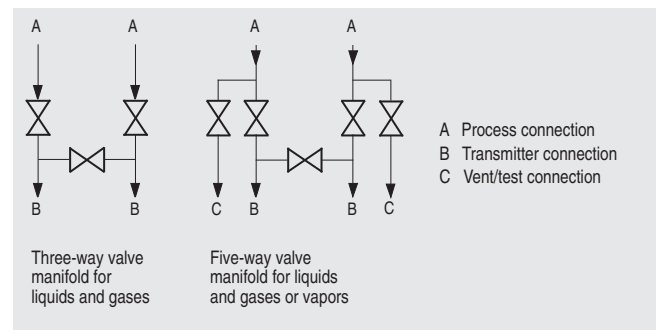 A A A A
A Process connection
B Transmitter connection
C Vent/test connection
B B C B B C
Three-way valve
manifold for
liquids and gases
Five-way valve
manifold for liquids
and gases or vapors